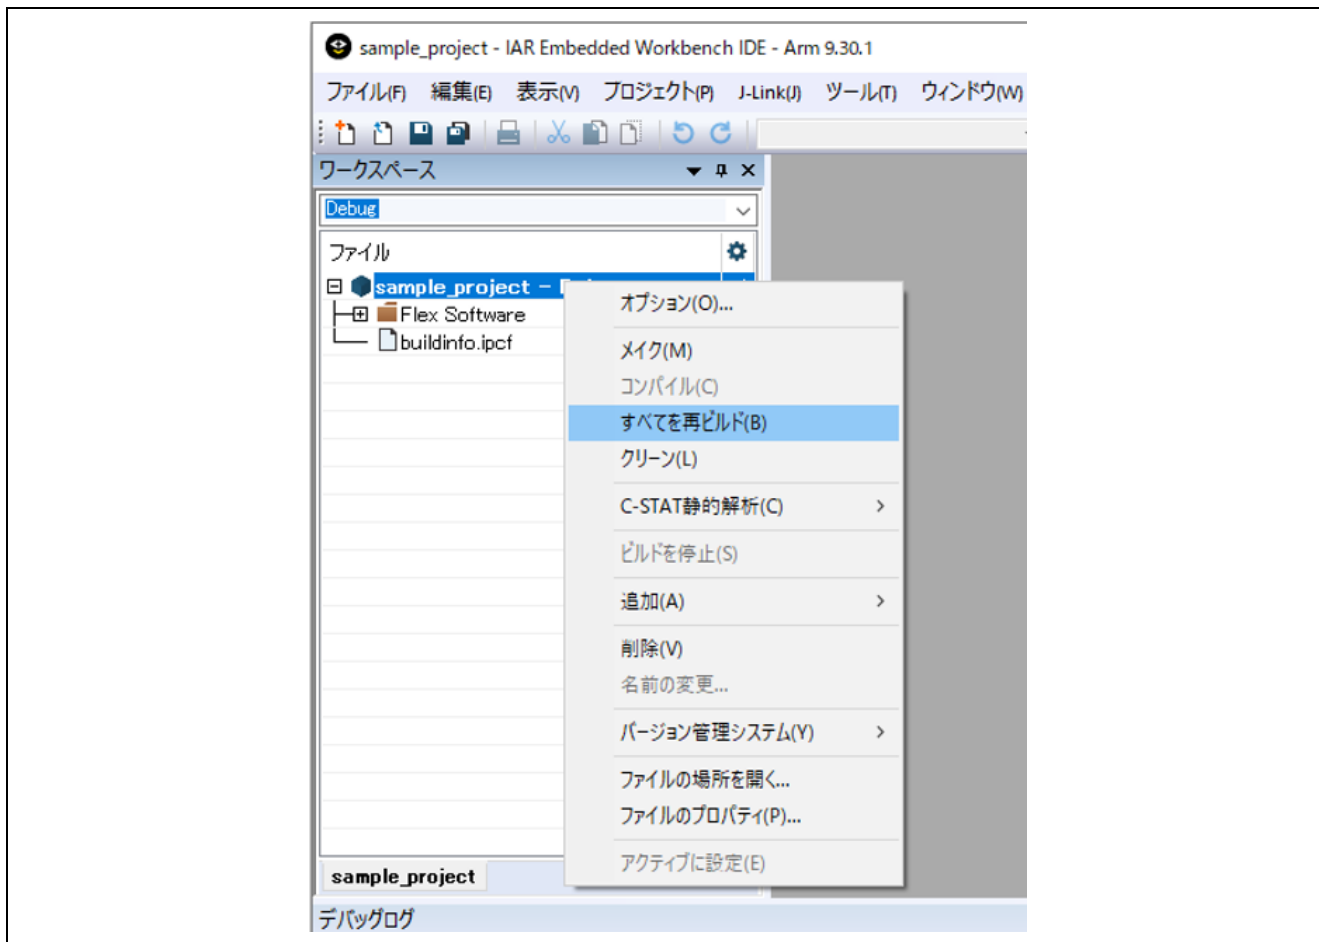 sample_project - IAR Embedded Workbench IDE - Arm 9.30.1
ファイル(F) 編集(E) 表示(V) プロジェクト(P) J-Link(J) ツール(T) ウィンドウ(W)
ワークスペース
Debug
ファイル
sample_project -
Flex Software
buildinfo.ipcf
オプション(O)...
メイク(M)
コンパイル(C)
すべてを再ビルド(B)
クリーン(L)
C-STAT静的解析(C)
ビルドを停止(S)
追加(A)
削除(V)
名前の変更...
バージョン管理システム(Y)
ファイルの場所を開く...
ファイルのプロパティ(P)...
アクティブに設定(E)
sample_project
デバッグログ